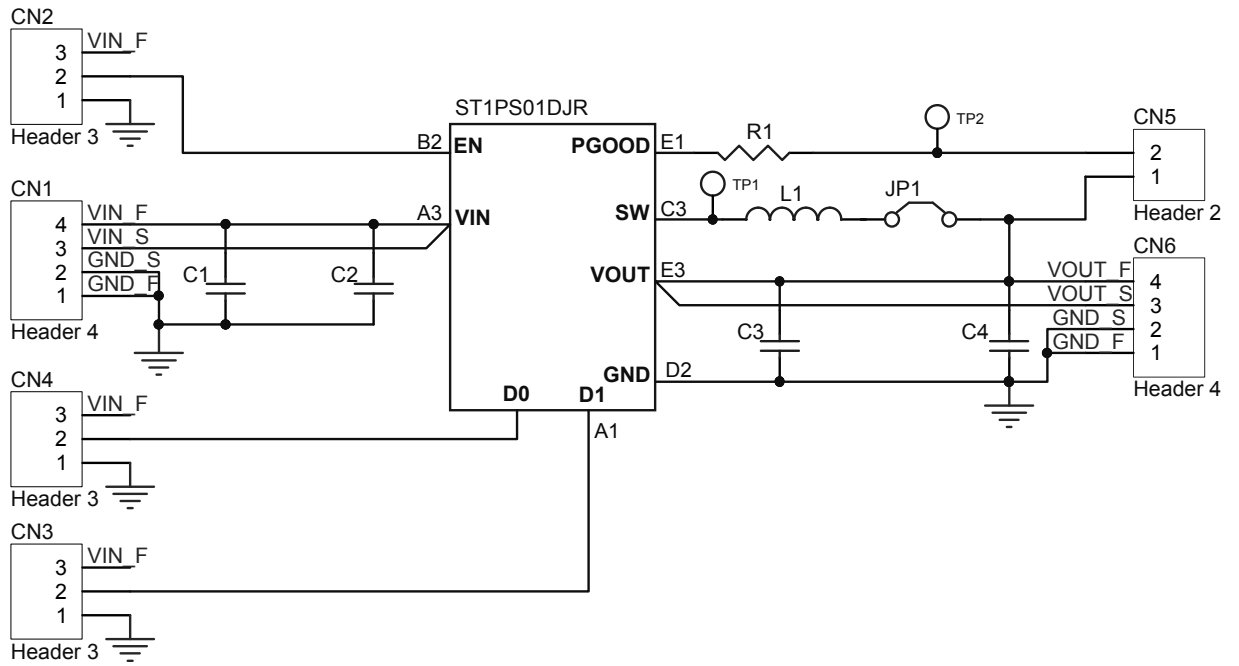 CN2
VIN_F
3
2
1
Header 3
ST1PS01DJR
B2 EN
PGOOD E1
R1
TP2
CN5
2
1
Header 2
CN1
VIN_F
4
VIN_S
3
GND_S
2
GND_F
1
Header 4
C1
C2
A3 VIN
SW C3
TP1
L1
JP1
VOUT E3
C3
C4
CN6
VOUT_F
4
VOUT_S
3
GND_S
2
GND_F
1
Header 4
GND D2
D0 D1
A1
CN4
VIN_F
3
2
1
Header 3
CN3
VIN_F
3
2
1
Header 3